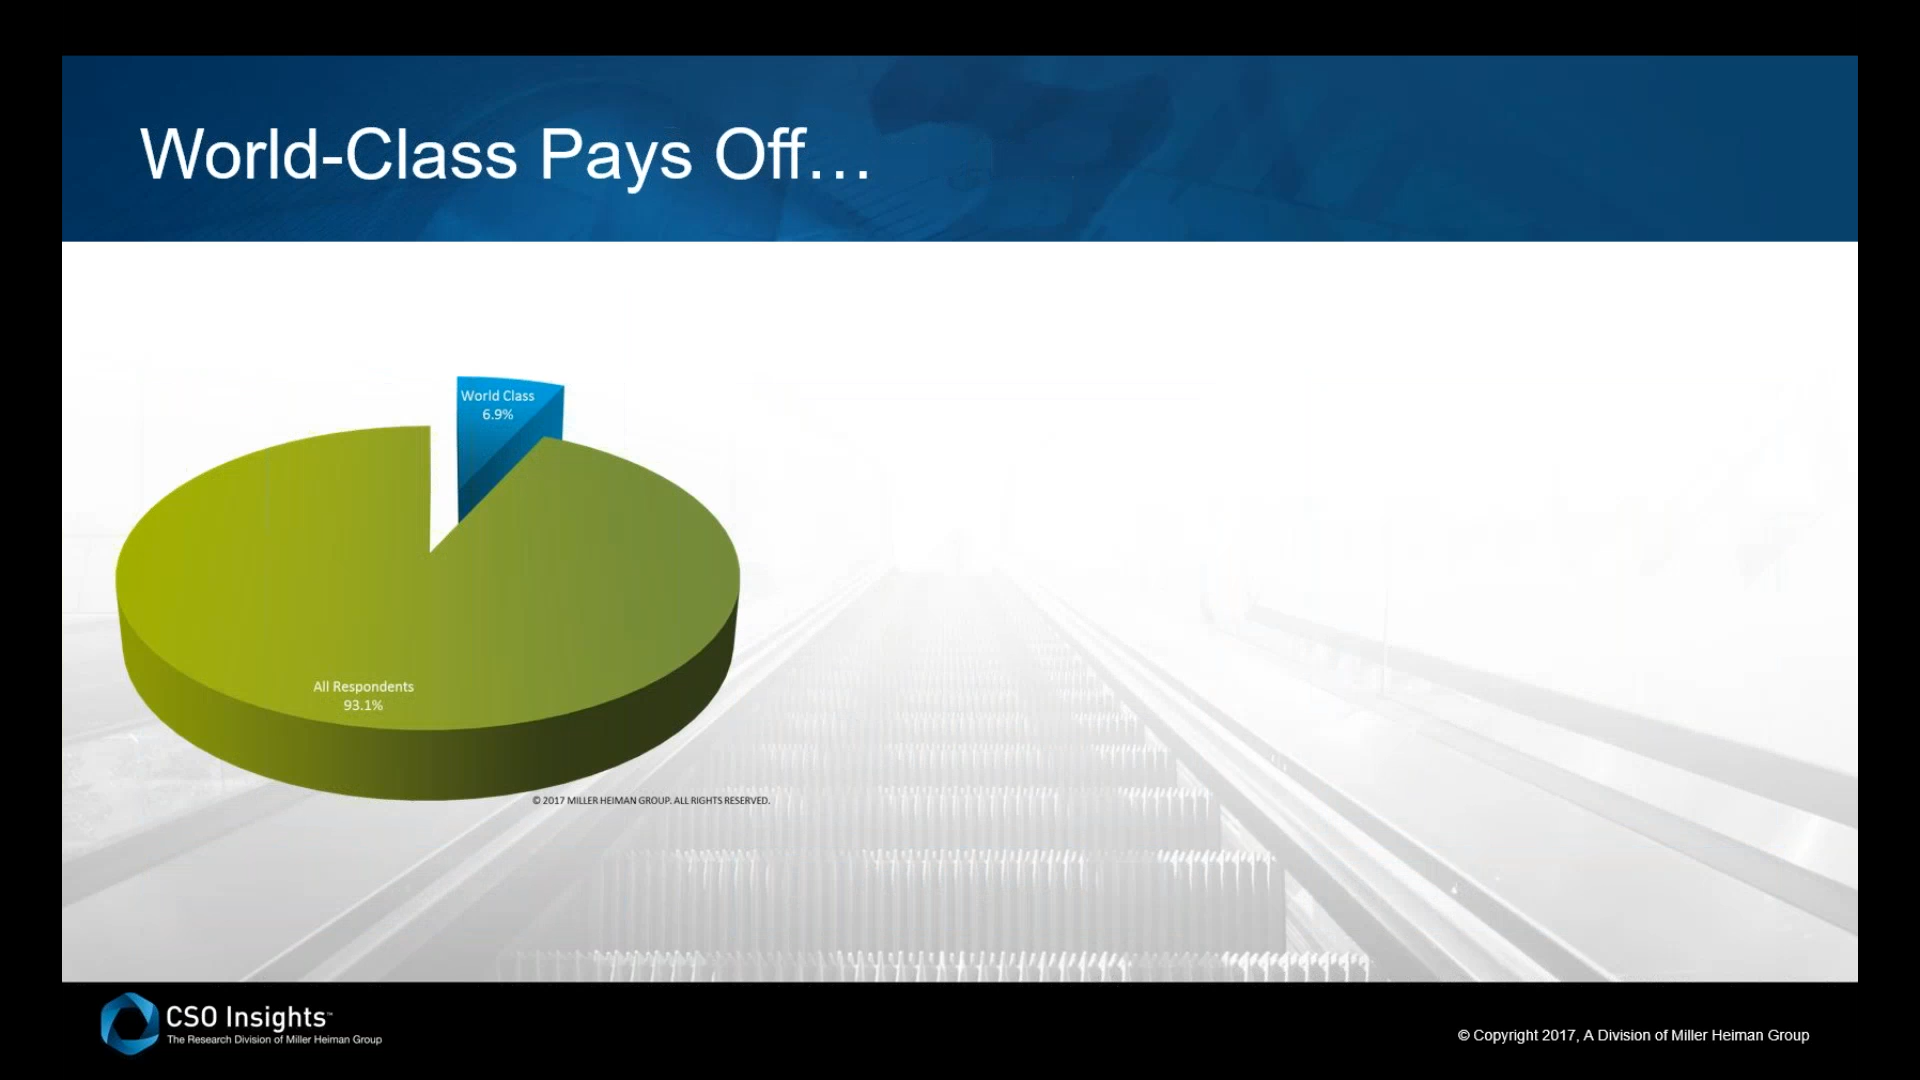 World-Class Pays Off...
World Class
6.9%
All Respondents
93.1%
© 2017 MILLER HEIMAN GROUP. ALL RIGHTS RESERVED.
CSO Insights™
The Research Division of Miller Heiman Group
© Copyright 2017, A Division of Miller Heiman Group